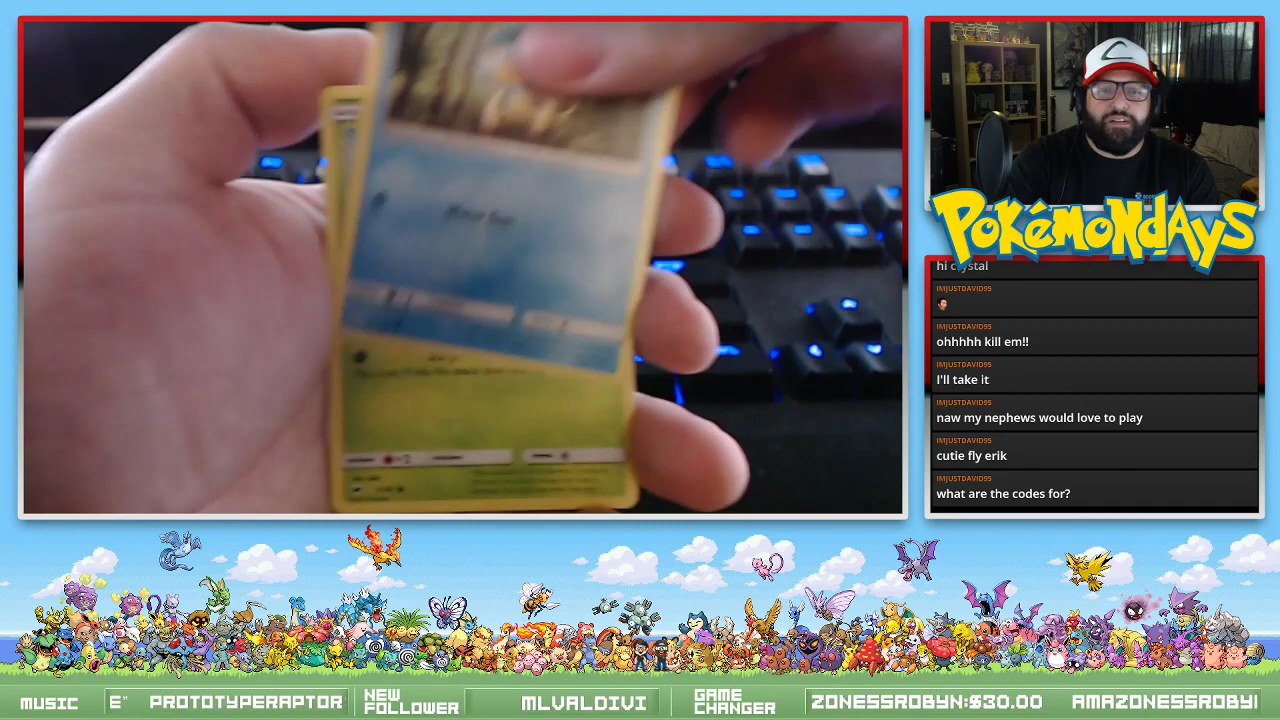 POKéMONDAYS
hi crystal
IMJUSTDAVID95
IMJUSTDAVID95
ohhhhh kill em!!
IMJUSTDAVID95
I'll take it
IMJUSTDAVID95
naw my nephews would love to play
IMJUSTDAVID95
cutie fly erik
IMJUSTDAVID95
what are the codes for?
MUSIC
E" PROTOTYPERAPTOR
NEW FOLLOWER
MLVALDIVI
GAME CHANGER
ZONESSROBYN:$30.00 AMAZONESSROBY